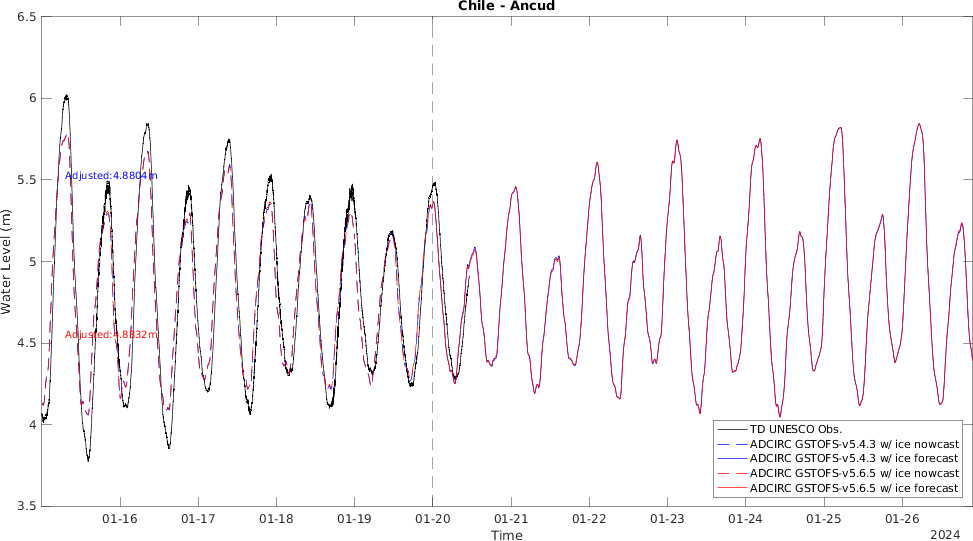 Chile - Ancud
6.5
6
5.5
5
4.5
4
3.5
Water Level (m)
Adjusted:4.8804m
Adjusted:4.8832m
TD UNESCO Obs.
ADCIRC GSTOFS-v5.4.3 w/ ice nowcast
ADCIRC GSTOFS-v5.4.3 w/ ice forecast
ADCIRC GSTOFS-v5.6.5 w/ ice nowcast
ADCIRC GSTOFS-v5.6.5 w/ ice forecast
01-16 01-17 01-18 01-19 01-20 01-21 01-22 01-23 01-24 01-25 01-26
Time
2024